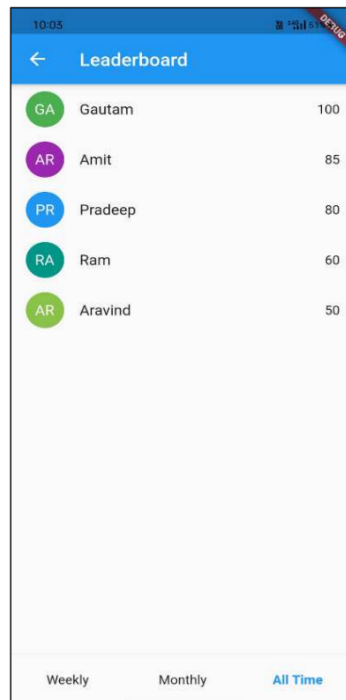 10:03
DEBUG
Leaderboard
GA Gautam 100
AR Amit 85
PR Pradeep 80
RA Ram 60
AR Aravind 50
Weekly Monthly All Time